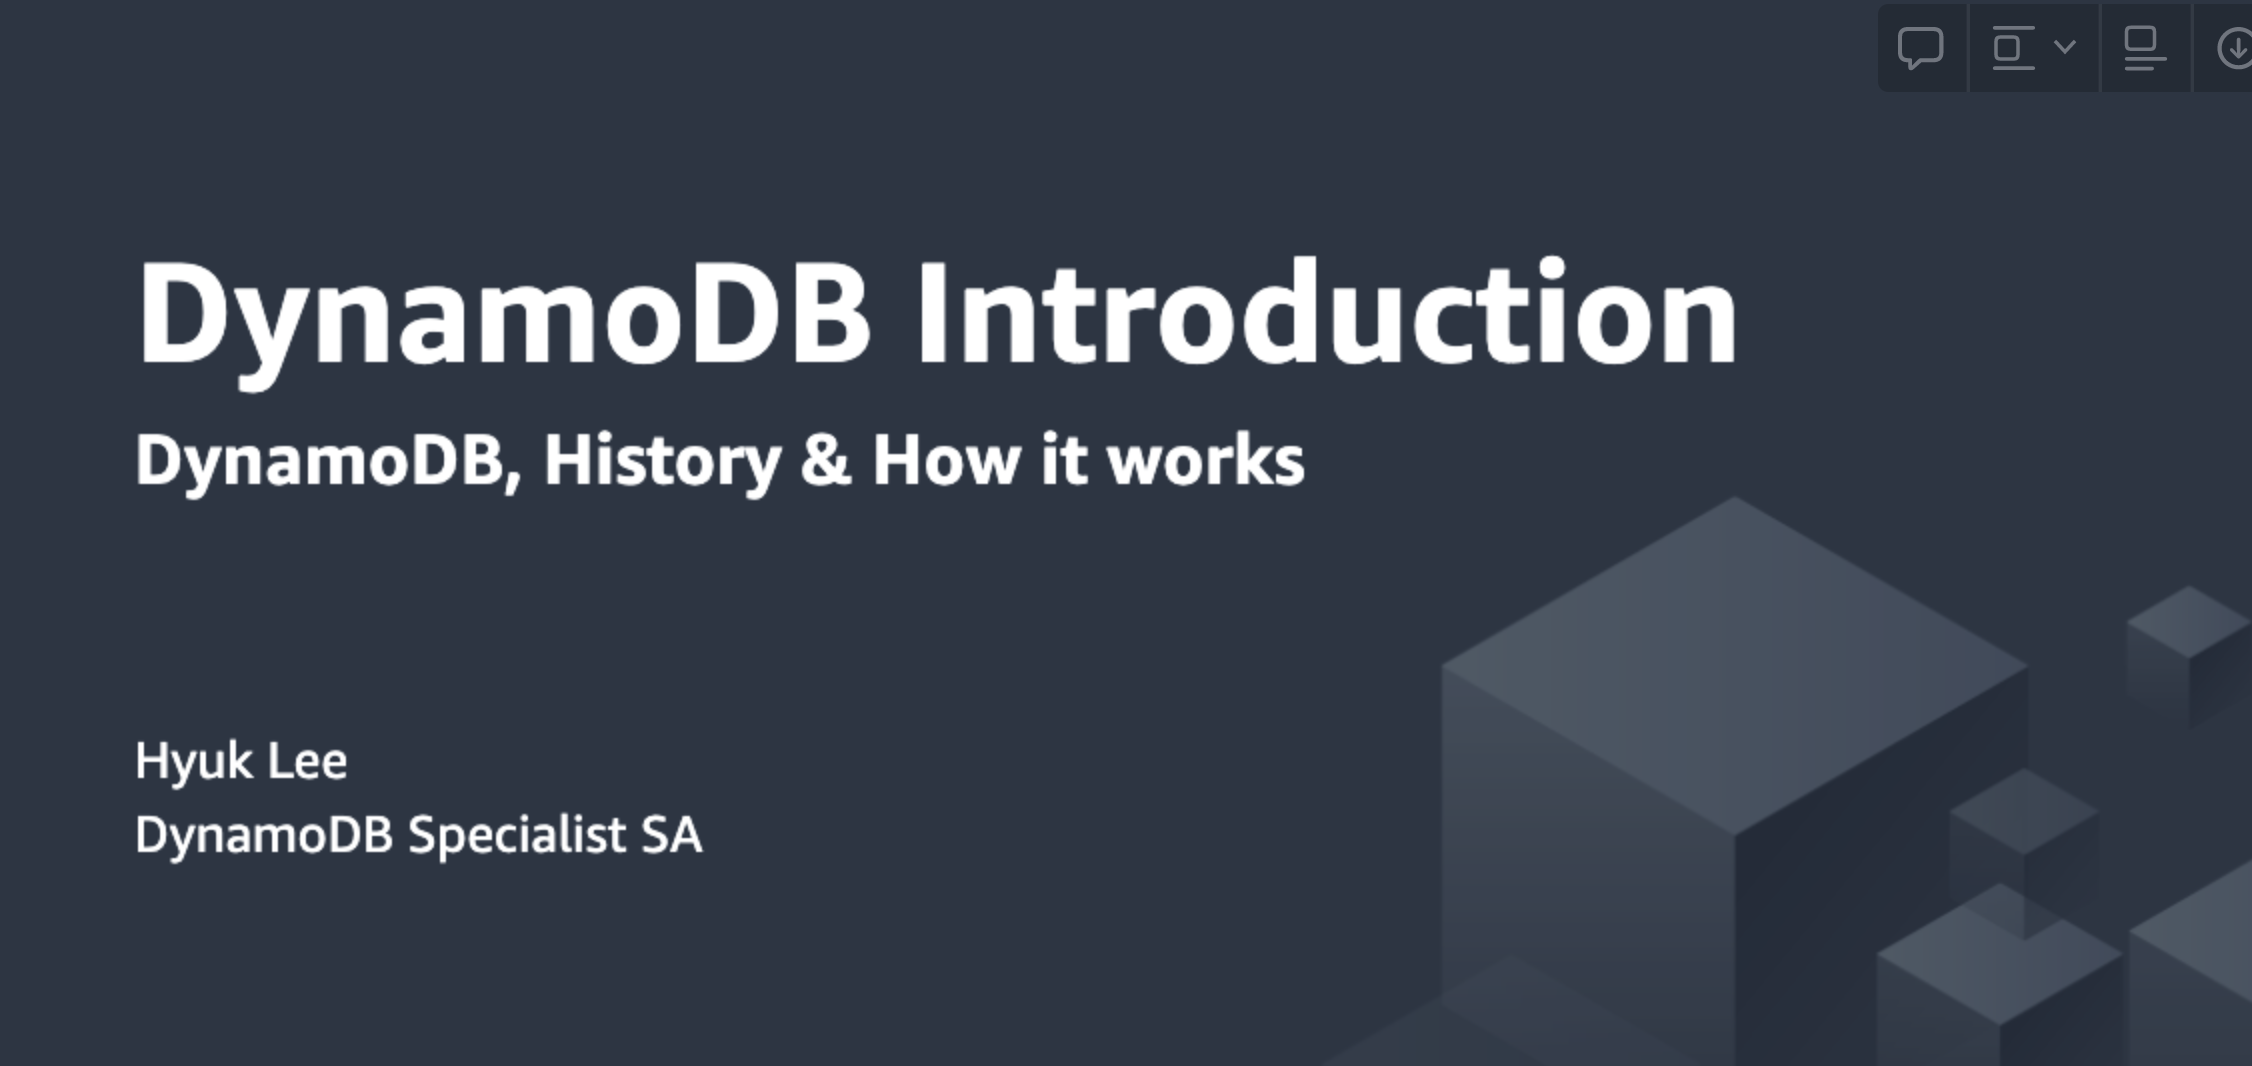 DynamoDB Introduction
DynamoDB, History & How it works
Hyuk Lee
DynamoDB Specialist SA